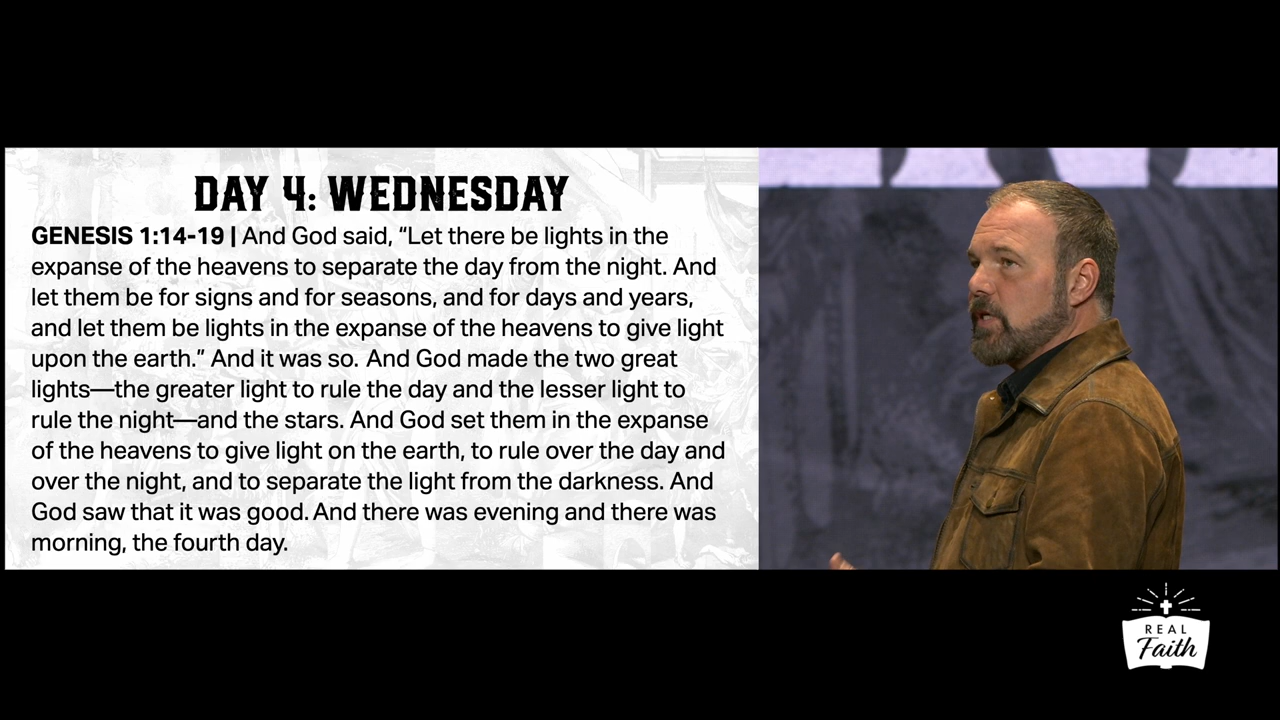 DAY 4: WEDNESDAY
GENESIS 1:14-19 | And God said, “Let there be lights in the
expanse of the heavens to separate the day from the night. And
let them be for signs and for seasons, and for days and years,
and let them be lights in the expanse of the heavens to give light
upon the earth.” And it was so. And God made the two great
lights—the greater light to rule the day and the lesser light to
rule the night—and the stars. And God set them in the expanse
of the heavens to give light on the earth, to rule over the day and
over the night, and to separate the light from the darkness. And
God saw that it was good. And there was evening and there was
morning, the fourth day.
REAL
Faith